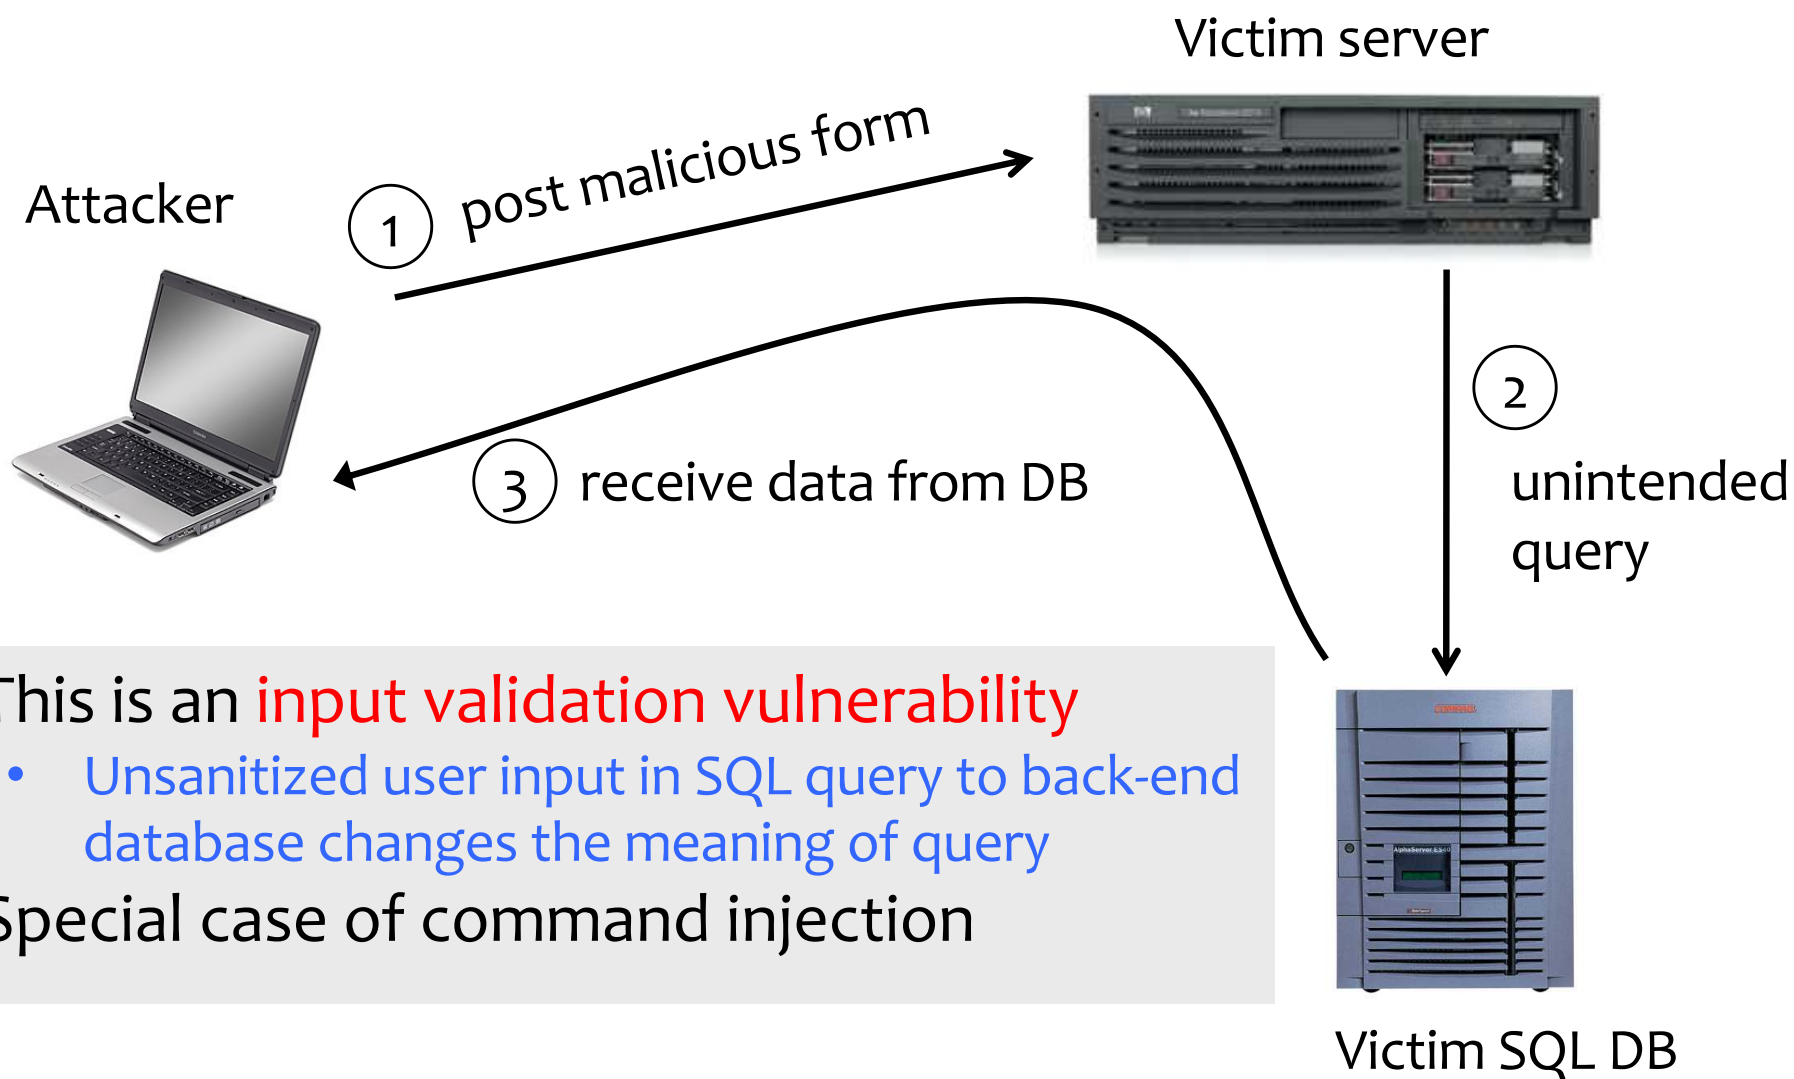 Victim server
Attacker
1 post malicious form
2
unintended
query
3 receive data from DB
This is an input validation vulnerability
• Unsanitized user input in SQL query to back-end
database changes the meaning of query
Special case of command injection
AlphaServer ES40
Victim SQL DB